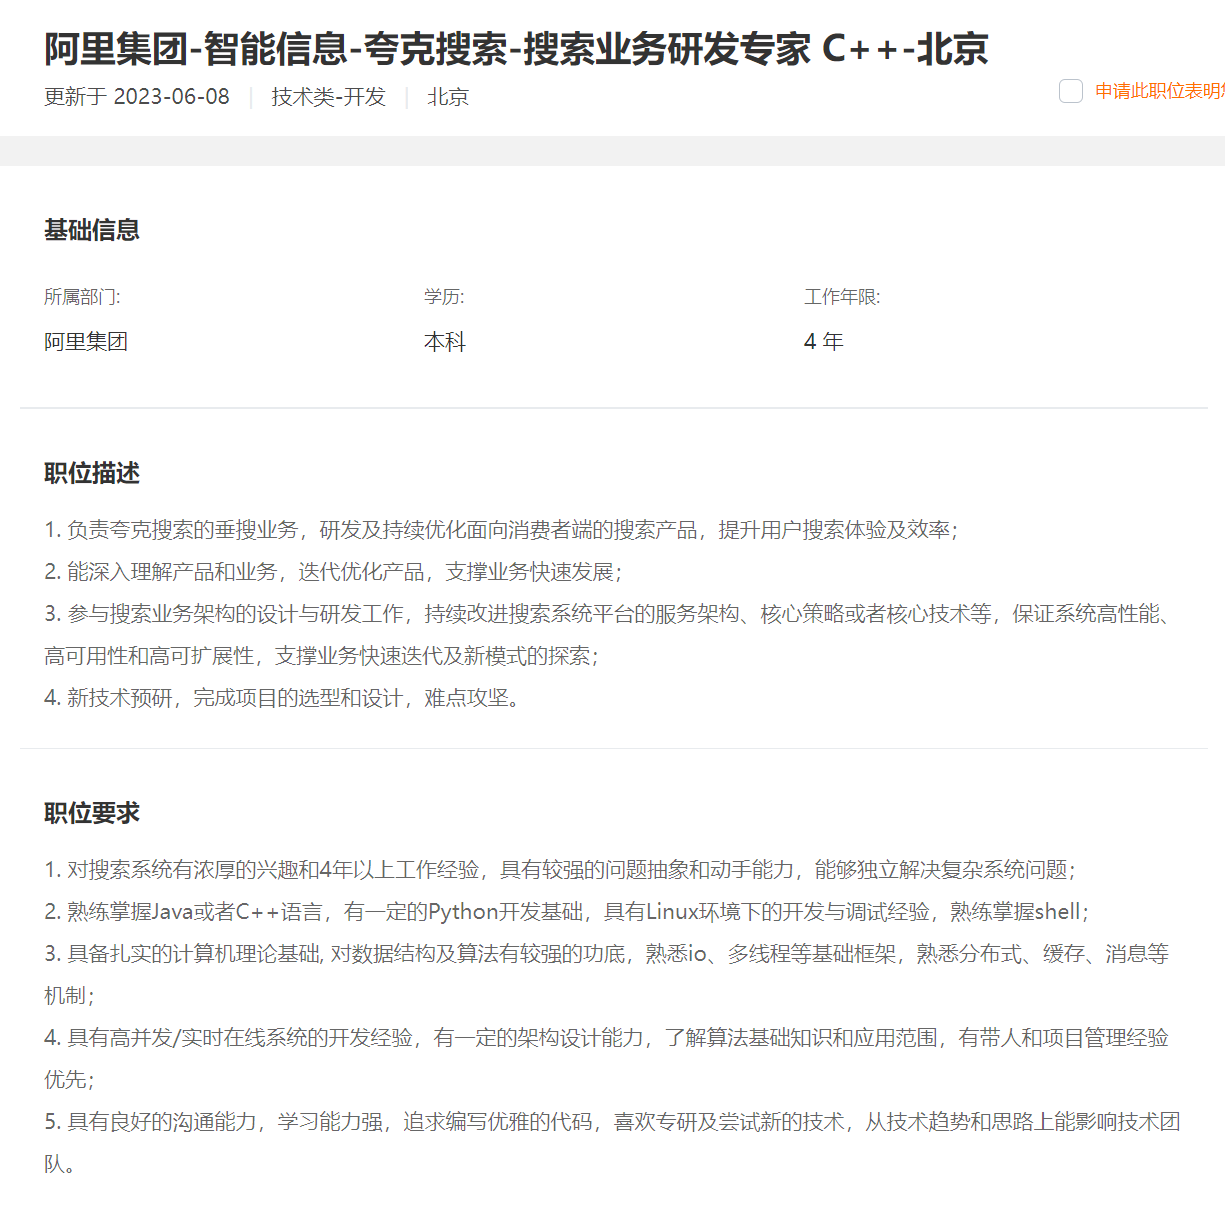 阿里集团-智能信息-夸克搜索-搜索业务研发专家 C++-北京
更新于 2023-06-08 技术类-开发 北京
申请此职位表明
基础信息
所属部门: 学历: 工作年限:
阿里集团 本科 4 年
职位描述
1. 负责夸克搜索的垂搜业务，研发及持续优化面向消费者端的搜索产品，提升用户搜索体验及效率；
2. 能深入理解产品和业务，迭代优化产品，支撑业务快速发展；
3. 参与搜索业务架构的设计与研发工作，持续改进搜索系统平台的服务架构、核心策略或者核心技术等，保证系统高性能、
高可用性和高可扩展性，支撑业务快速迭代及新模式的探索；
4. 新技术预研，完成项目的选型和设计，难点攻坚。
职位要求
1. 对搜索系统有浓厚的兴趣和4年以上工作经验，具有较强的问题抽象和动手能力，能够独立解决复杂系统问题；
2. 熟练掌握Java或者C++语言，有一定的Python开发基础，具有Linux环境下的开发与调试经验，熟练掌握shell；
3. 具备扎实的计算机理论基础, 对数据结构及算法有较强的功底，熟悉io、多线程等基础框架，熟悉分布式、缓存、消息等
机制；
4. 具有高并发/实时在线系统的开发经验，有一定的架构设计能力，了解算法基础知识和应用范围，有带人和项目管理经验
优先；
5. 具有良好的沟通能力，学习能力强，追求编写优雅的代码，喜欢专研及尝试新的技术，从技术趋势和思路上能影响技术团
队。